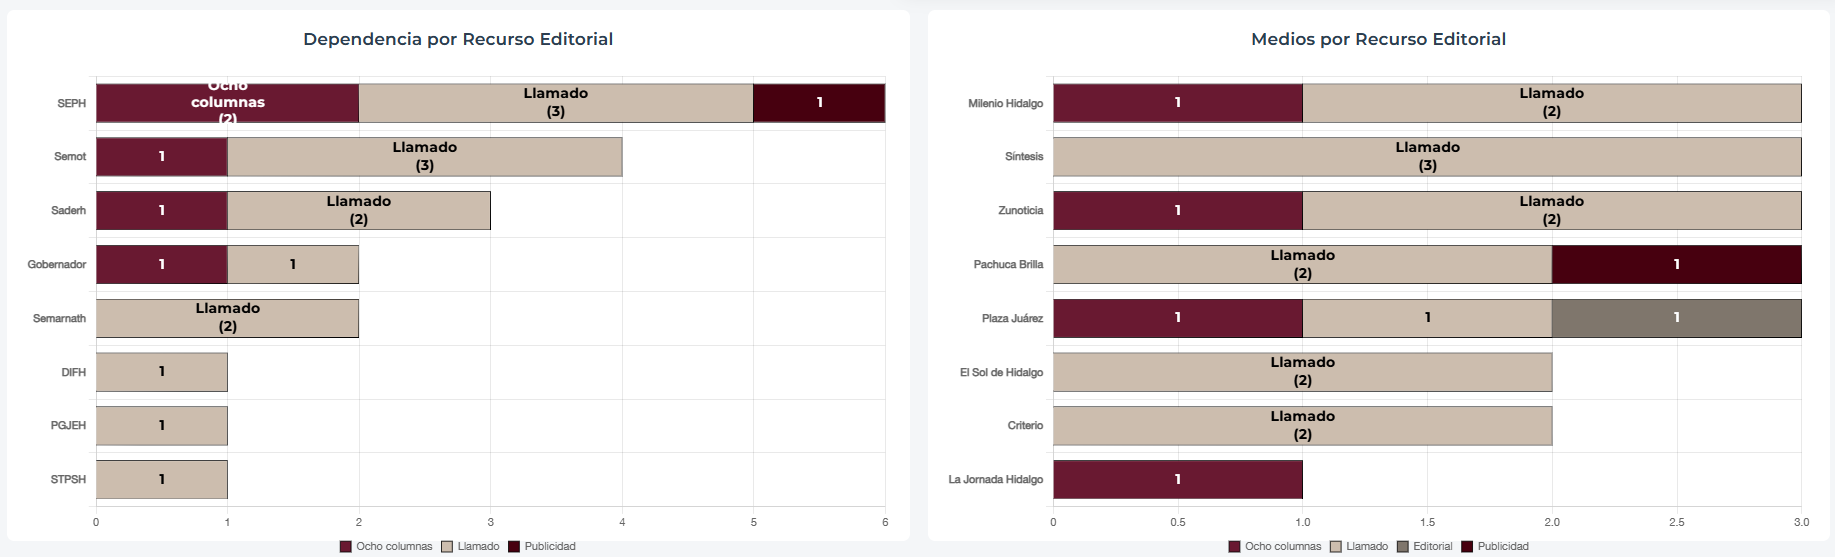 Dependencia por Recurso Editorial
SEPH
Ocho
columnas
(2)
Llamado
(3)
1
Semot
1
Llamado
(3)
Saderh
1
Llamado
(2)
Gobernador
1
1
Semarnath
Llamado
(2)
DIFH
1
PGJEH
1
STPSH
1
0 1 2 3 4 5 6
Ocho columnas Llamado Publicidad
Medios por Recurso Editorial
Milenio Hidalgo
1
Llamado
(2)
Síntesis
Llamado
(3)
Zunoticia
1
Llamado
(2)
Pachuca Brilla
Llamado
(2)
1
Plaza Juárez
1
1
1
El Sol de Hidalgo
Llamado
(2)
Criterio
Llamado
(2)
La Jornada Hidalgo
1
0 0.5 1.0 1.5 2.0 2.5 3.0
Ocho columnas Llamado Editorial Publicidad